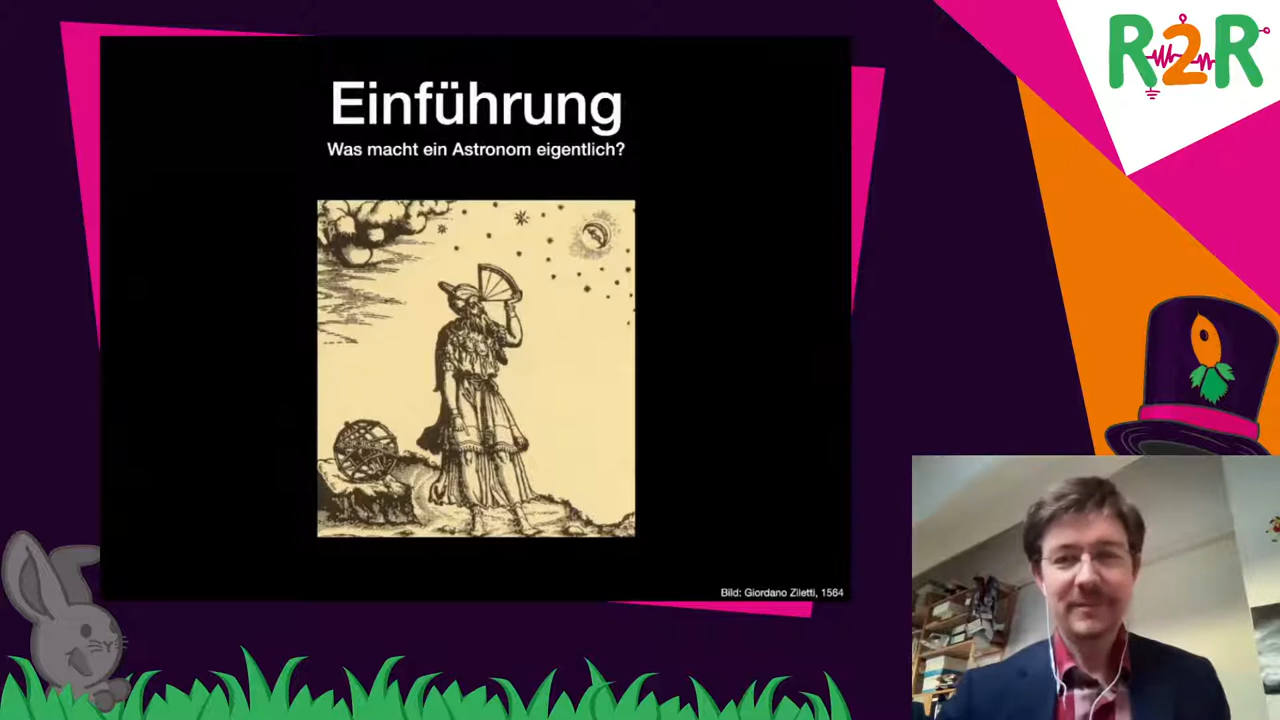 R2R
Einführung
Was macht ein Astronom eigentlich?
Bild: Giordano Ziletti, 1564